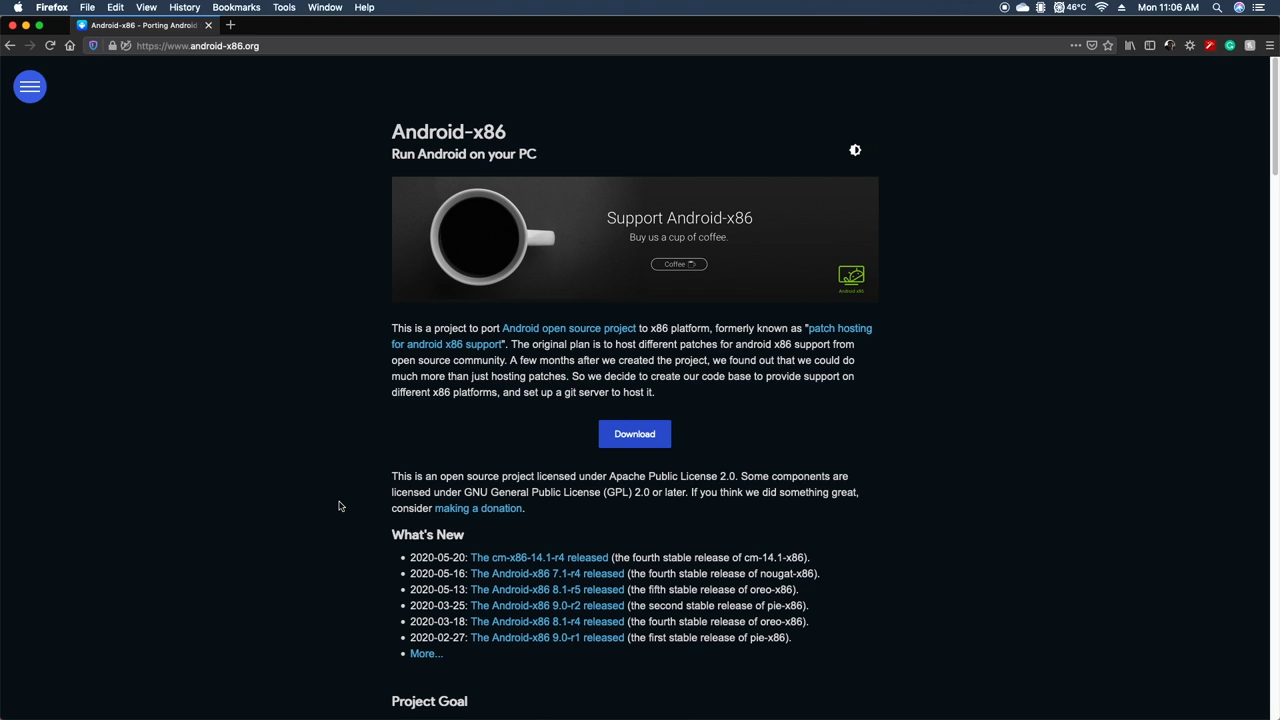 Firefox File Edit View History Bookmarks Tools Window Help 46°C Mon 11:06 AM
Android-x86 - Porting Android
https://www.android-x86.org
Android-x86
Run Android on your PC
Support Android-x86
Buy us a cup of coffee.
Coffee
Android x86
This is a project to port Android open source project to x86 platform, formerly known as "patch hosting
for android x86 support". The original plan is to host different patches for android x86 support from
open source community. A few months after we created the project, we found out that we could do
much more than just hosting patches. So we decide to create our code base to provide support on
different x86 platforms, and set up a git server to host it.
Download
This is an open source project licensed under Apache Public License 2.0. Some components are
licensed under GNU General Public License (GPL) 2.0 or later. If you think we did something great,
consider making a donation.
What's New
2020-05-20: The cm-x86-14.1-r4 released (the fourth stable release of cm-14.1-x86).
2020-05-16: The Android-x86 7.1-r4 released (the fourth stable release of nougat-x86).
2020-05-13: The Android-x86 8.1-r5 released (the fifth stable release of oreo-x86).
2020-03-25: The Android-x86 9.0-r2 released (the second stable release of pie-x86).
2020-03-18: The Android-x86 8.1-r4 released (the fourth stable release of oreo-x86).
2020-02-27: The Android-x86 9.0-r1 released (the first stable release of pie-x86).
More...
Project Goal